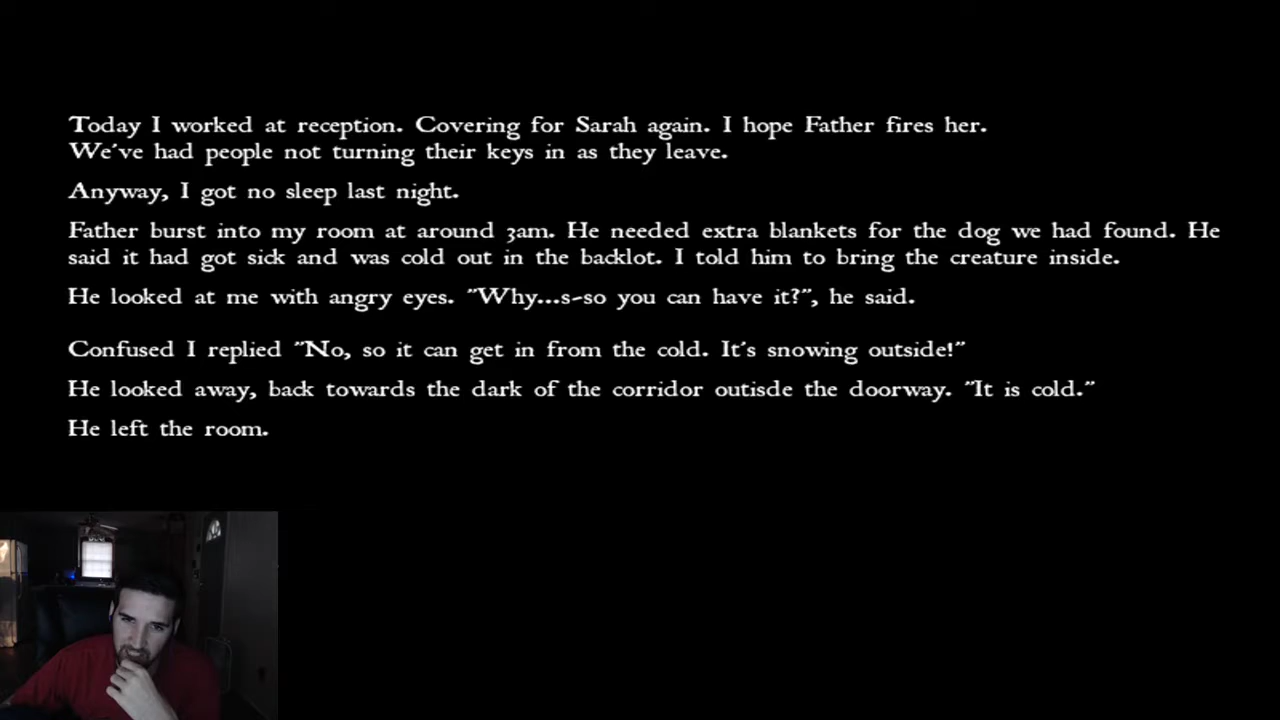 Today I worked at reception. Covering for Sarah again. I hope Father fires her.
We've had people not turning their keys in as they leave.
Anyway, I got no sleep last night.
Father burst into my room at around 3am. He needed extra blankets for the dog we had found. He
said it had got sick and was cold out in the backlot. I told him to bring the creature inside.
He looked at me with angry eyes. "Why...s-so you can have it?", he said.
Confused I replied "No, so it can get in from the cold. It's snowing outside!"
He looked away, back towards the dark of the corridor outisde the doorway. "It is cold."
He left the room.